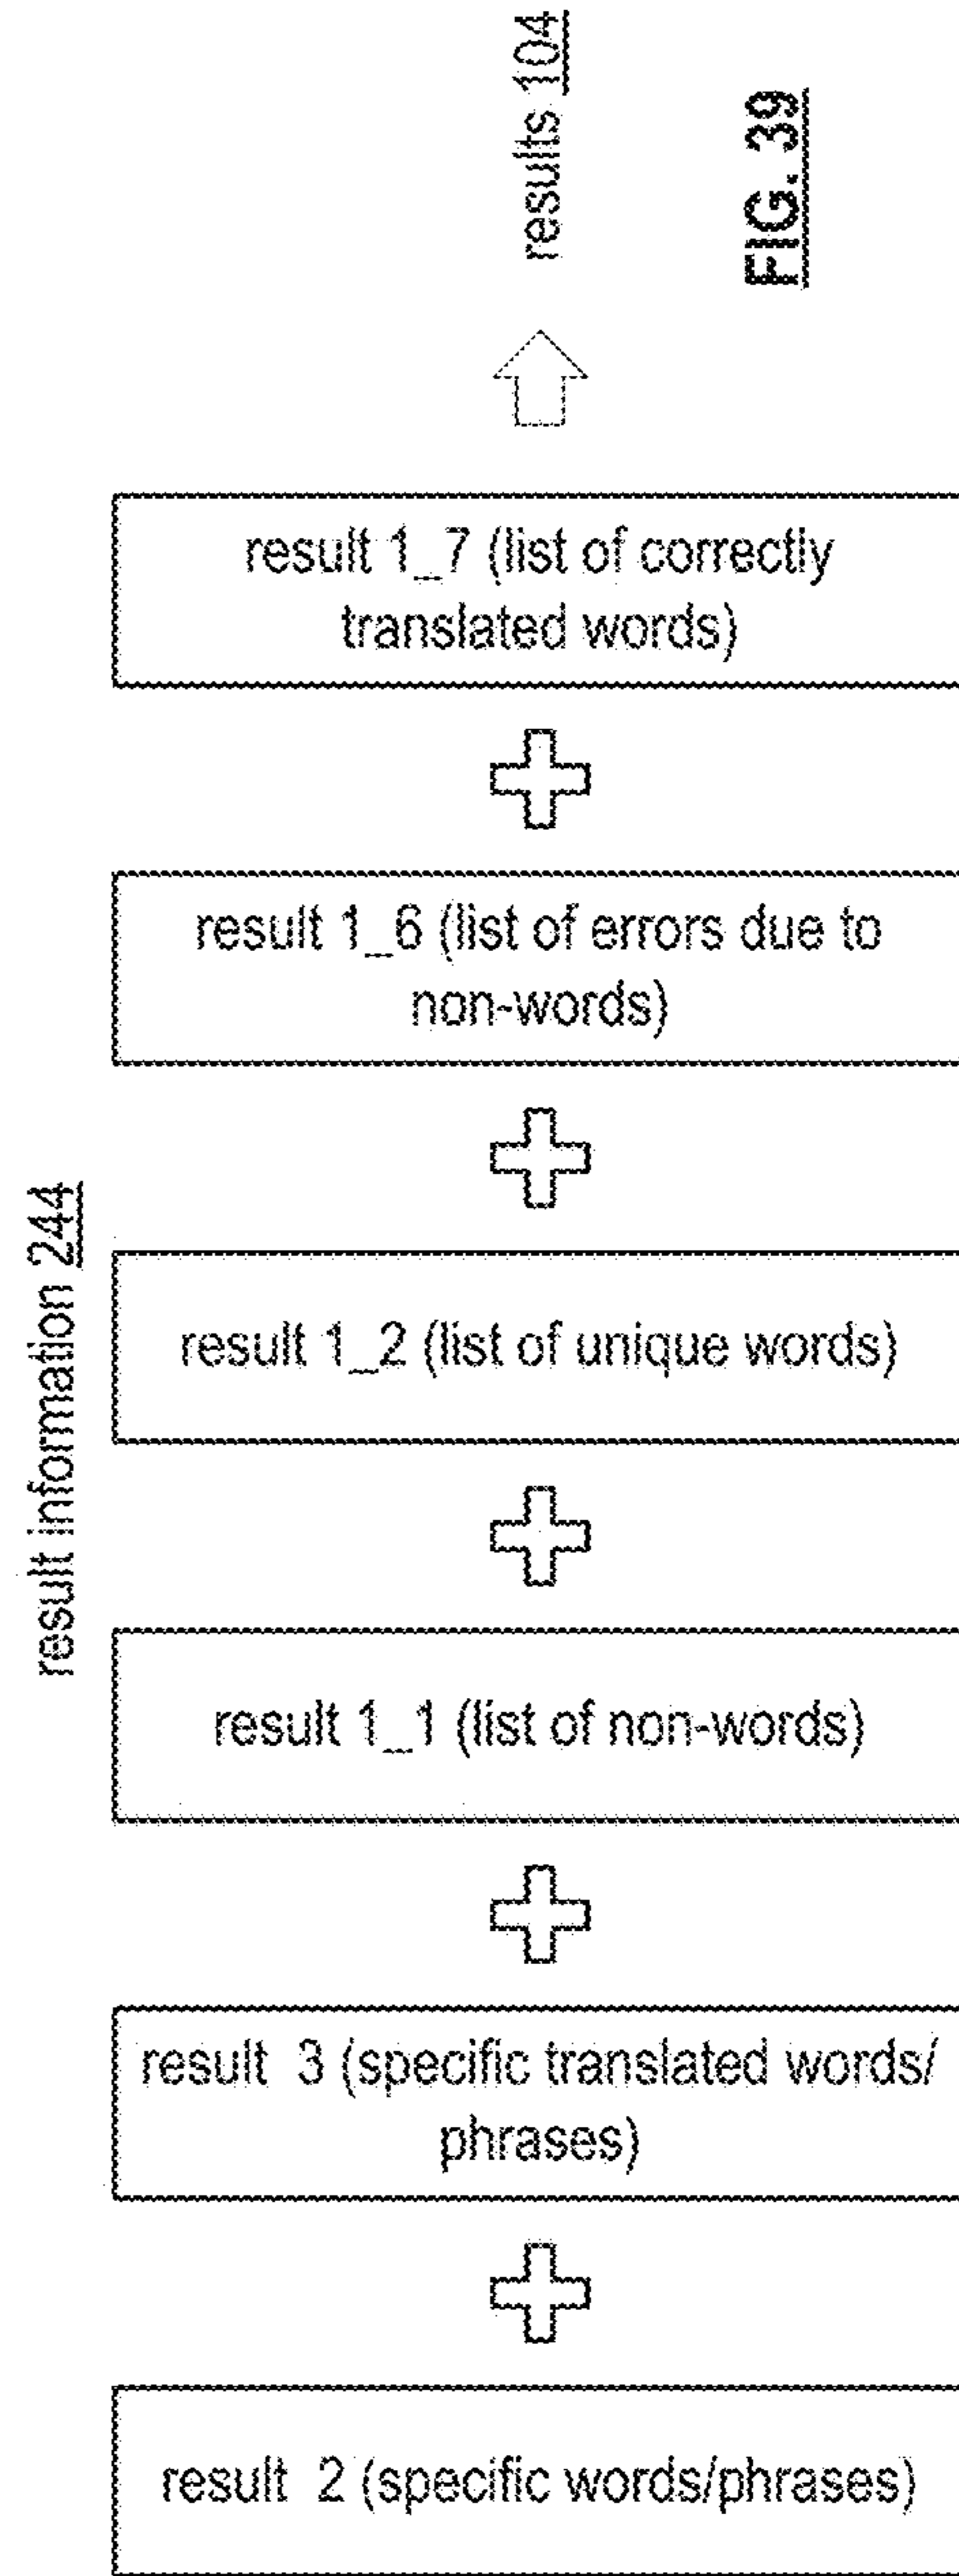 results 104
FIG. 39
result 1_7 (list of correctly
translated words)
result 1_6 (list of errors due to
non-words)
result information 244
result 1_2 (list of unique words)
result 1_1 (list of non-words)
result 3 (specific translated words/
phrases)
result 2 (specific words/phrases)